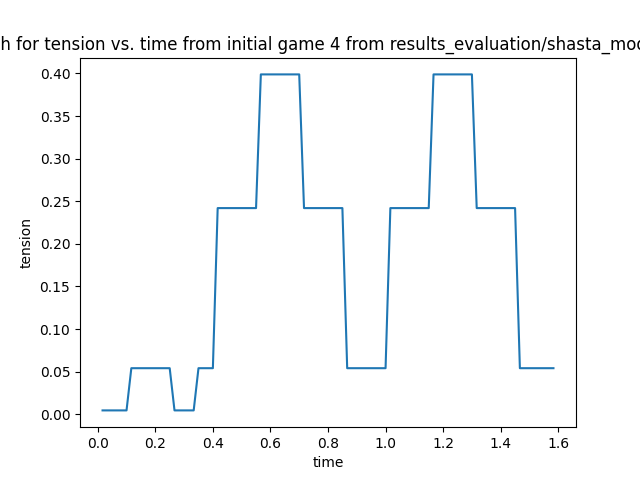 h for tension vs. time from initial game 4 from results_evaluation/shasta_mo
0.40
0.35
0.30
0.25
0.20
0.15
0.10
0.05
0.00
tension
0.0 0.2 0.4 0.6 0.8 1.0 1.2 1.4 1.6
time